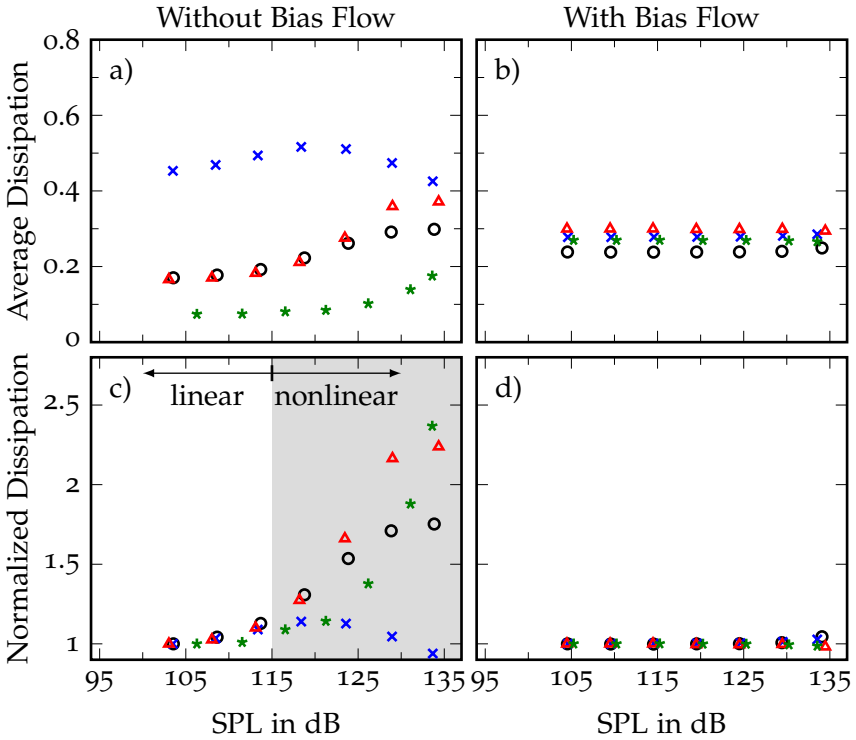 Without Bias Flow
With Bias Flow
Average Dissipation
0.8
0.6
0.4
0.2
0
a)
b)
Normalized Dissipation
2.5
2
1.5
1
c)
linear
nonlinear
d)
95 105 115 125 135
95 105 115 125 135
SPL in dB
SPL in dB